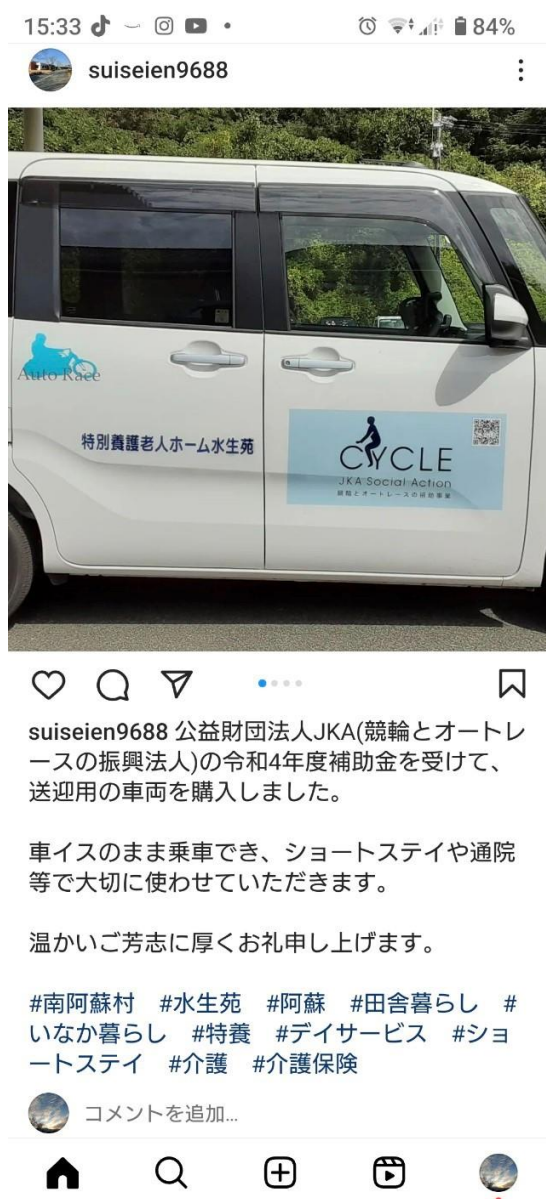 15:33
84%
suiseien9688
Auto Race
特別養護老人ホーム水生苑
CYCLE
JKA Social Action
競輪とオートレースの補助事業
suiseien9688 公益財団法人JKA(競輪とオートレ
ースの振興法人)の令和4年度補助金を受けて、
送迎用の車両を購入しました。
車イスのまま乗車でき、ショートステイや通院
等で大切に使わせていただきます。
温かいご芳志に厚くお礼申し上げます。
#南阿蘇村 #水生苑 #阿蘇 #田舎暮らし #
いなか暮らし #特養 #デイサービス #ショ
ートステイ #介護 #介護保険
コメントを追加...